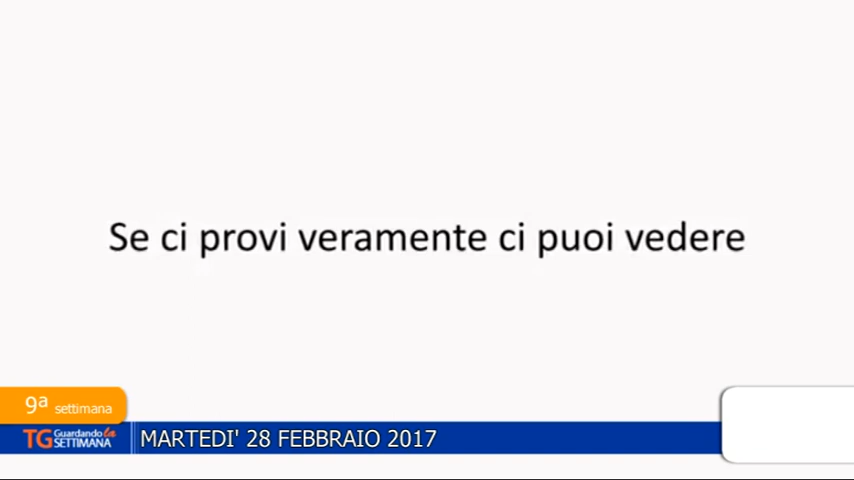 Se ci provi veramente ci puoi vedere
9a settimana
TG Guardando la SETTIMANA
MARTEDI' 28 FEBBRAIO 2017